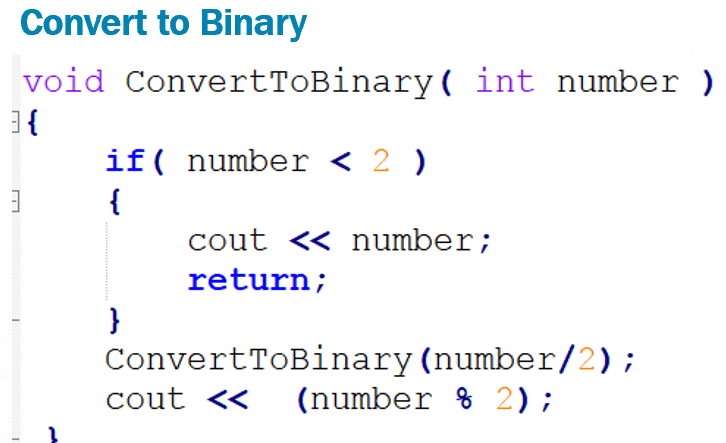 Convert to Binary
void ConvertToBinary( int number )
{
if( number < 2 )
{
cout << number;
return;
}
ConvertToBinary(number/2);
cout << (number % 2);
}